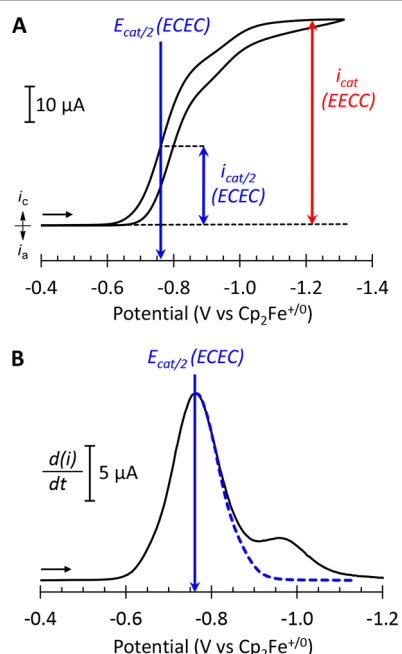 A
E_cat/2 (ECEC)
10 µA
i_cat
(EECC)
i_cat/2
(ECEC)
i_c
i_a
-0.4 -0.6 -0.8 -1.0 -1.2 -1.4
Potential (V vs Cp₂Fe⁺/⁰)
B
E_cat/2 (ECEC)
d(i)
dt
5 µA
-0.4 -0.6 -0.8 -1.0 -1.2
Potential (V vs Cp₂Fe⁺/⁰)